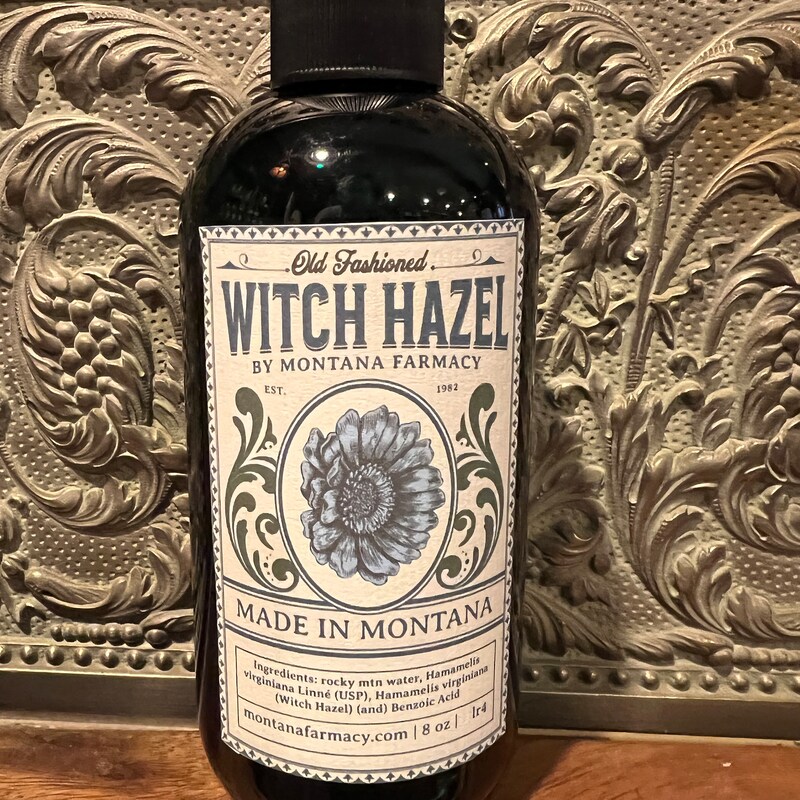 Old Fashioned
WITCH HAZEL
BY MONTANA FARMACY
EST. 1982
MADE IN MONTANA
Ingredients: rocky mtn water, Hamamelis
virginiana Linné (USP), Hamamelis virginiana
(Witch Hazel) (and) Benzoic Acid
montanafarmacy.com | 8 oz | lr4